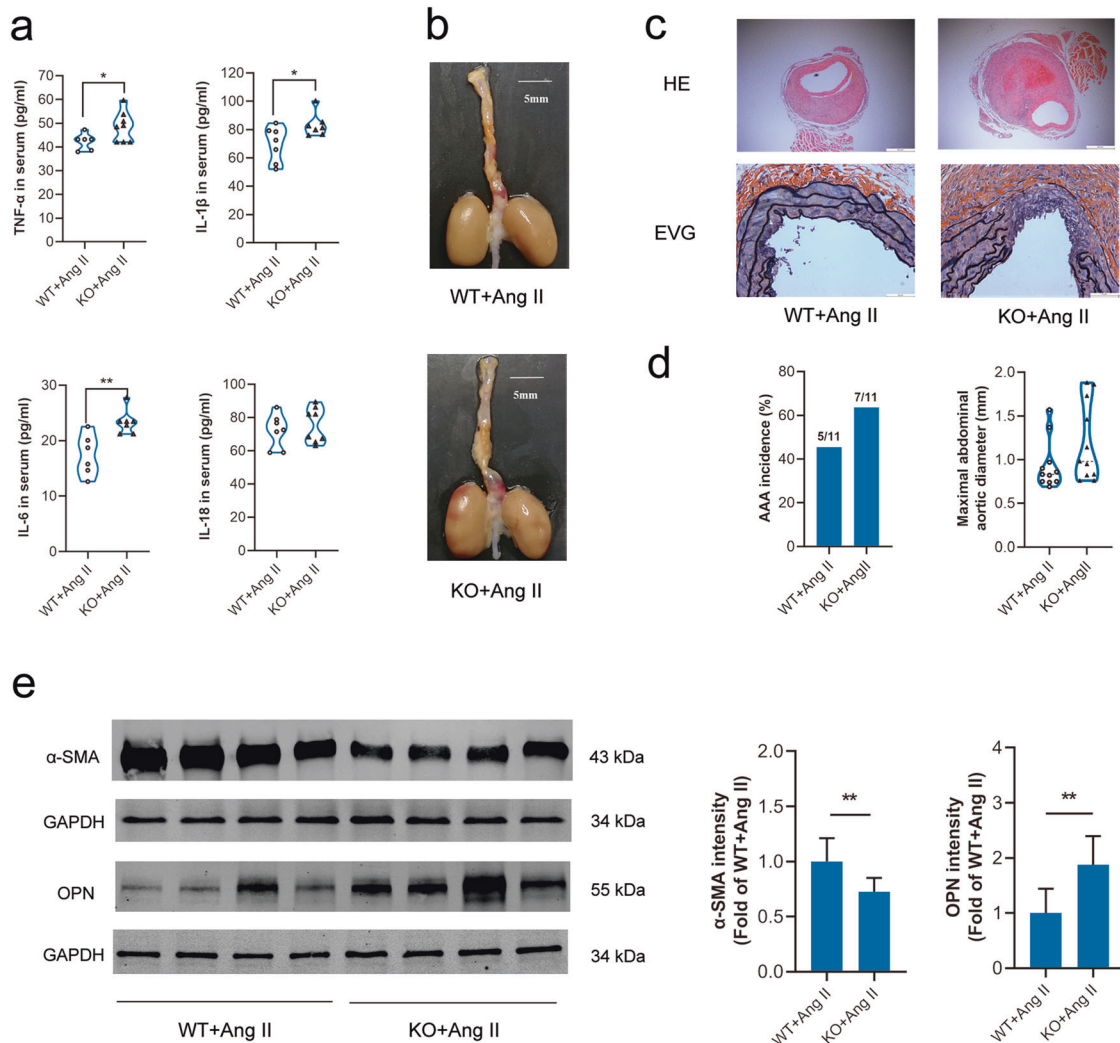 a
TNF-α in serum (pg/ml)
70
60
50
40
30
20
10
0
*
WT+Ang II
KO+Ang II
IL-1β in serum (pg/ml)
120
100
80
60
40
20
0
*
WT+Ang II
KO+Ang II
IL-6 in serum (pg/ml)
30
20
10
0
**
WT+Ang II
KO+Ang II
IL-18 in serum (pg/ml)
100
80
60
40
20
0
WT+Ang II
KO+Ang II
b
5mm
WT+Ang II
5mm
KO+Ang II
c
HE
EVG
WT+Ang II
KO+Ang II
d
AAA incidence (%)
80
60
40
20
0
5/11
7/11
WT+Ang II
KO+AngII
Maximal abdominal
aortic diameter (mm)
2.0
1.5
1.0
0.5
0.0
WT+Ang II
KO+AngII
e
α-SMA
43 kDa
GAPDH
34 kDa
OPN
55 kDa
GAPDH
34 kDa
WT+Ang II
KO+Ang II
α-SMA intensity
(Fold of WT+Ang II)
2.0
1.5
1.0
0.5
0.0
**
WT+Ang II
KO+Ang II
OPN intensity
(Fold of WT+Ang II)
4
3
2
1
0
**
WT+Ang II
KO+Ang II